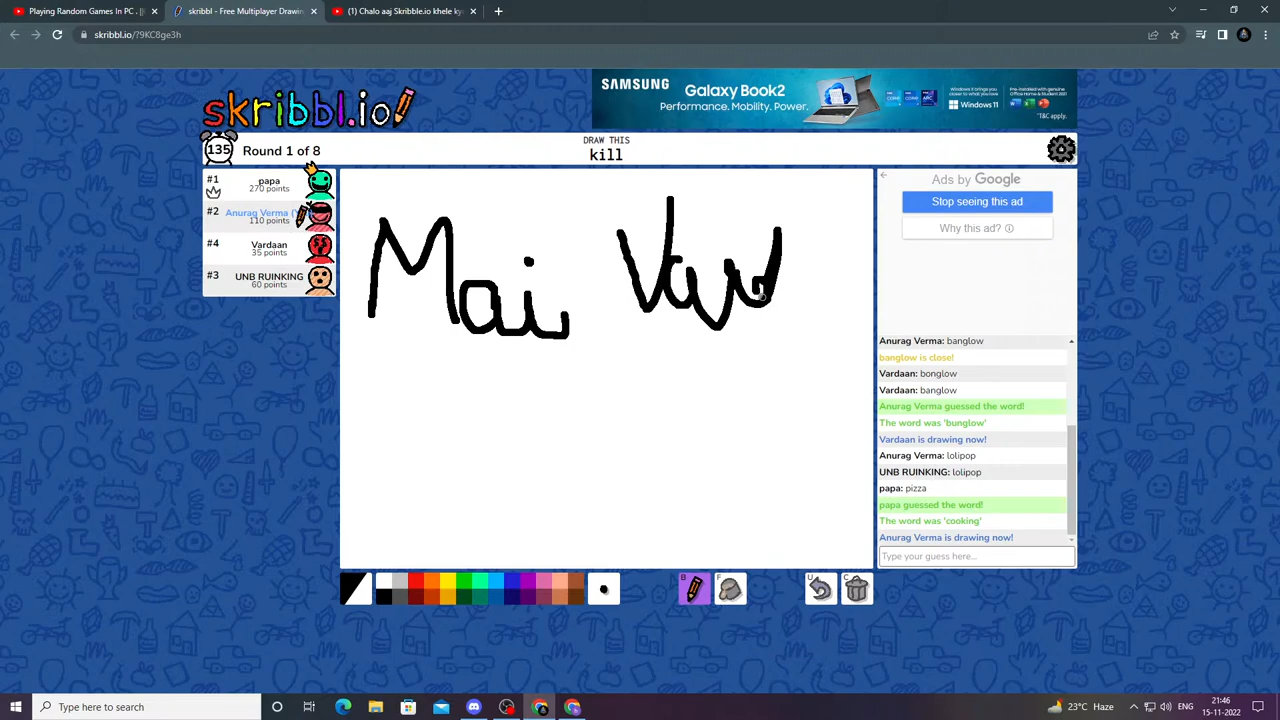 Playing Random Games In PC . ||
skribbl - Free Multiplayer Drawin
(1) Chalo aaj Skribble.io khele ky
skribbl.io/?9KC8ge3h
SAMSUNG
Galaxy Book2
Performance. Mobility. Power.
Windows 11
*T&C apply.
skribbl.io
135
Round 1 of 8
DRAW THIS
kill
#1
papa
270 points
#2
Anurag Verma
110 points
#4
Vardaan
35 points
#3
UNB RUINKING
60 points
Mai
Ads by Google
Stop seeing this ad
Why this ad?
Anurag Verma: banglow
banglow is close!
Vardaan: bonglow
Vardaan: banglow
Anurag Verma guessed the word!
The word was 'bunglow'
Vardaan is drawing now!
Anurag Verma: lolipop
UNB RUINKING: lolipop
papa: pizza
papa guessed the word!
The word was 'cooking'
Anurag Verma is drawing now!
Type your guess here...
B
F
U
C
Type here to search
23°C Haze
ENG
21:46
15-11-2022